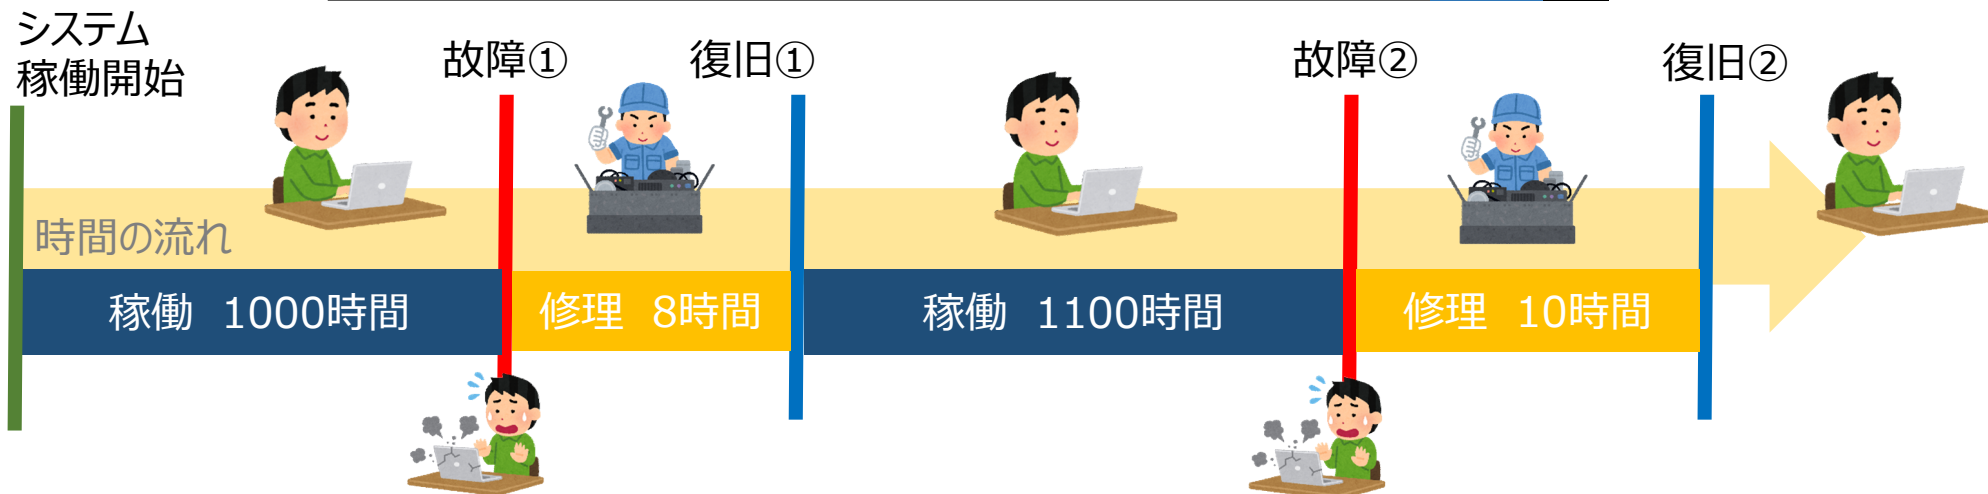 システム
稼働開始
故障①
復旧①
故障②
復旧②
時間の流れ
稼働 1000時間
修理 8時間
稼働 1100時間
修理 10時間